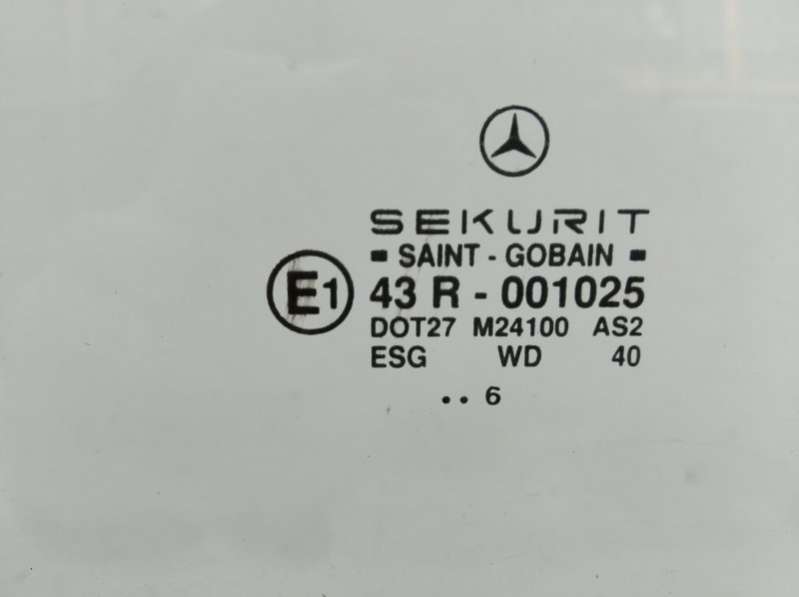 SEKURIT
SAINT - GOBAIN
E1 43 R - 001025
DOT27 M24100 AS2
ESG WD 40
.. 6